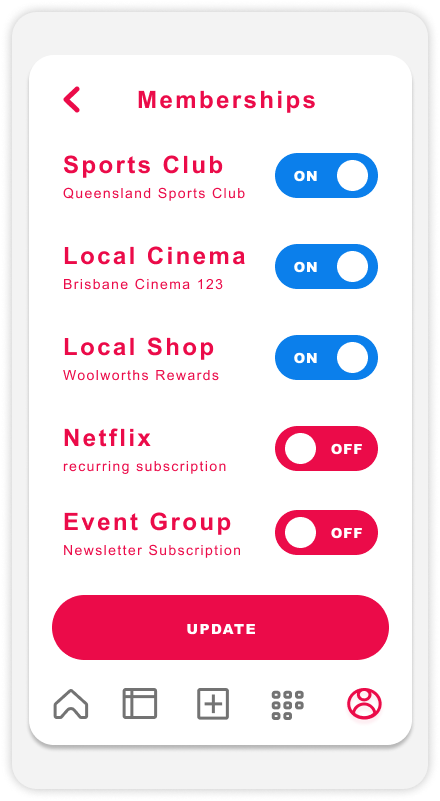 Memberships
Sports Club
Queensland Sports Club
ON
Local Cinema
Brisbane Cinema 123
ON
Local Shop
Woolworths Rewards
ON
Netflix
recurring subscription
OFF
Event Group
Newsletter Subscription
OFF
UPDATE